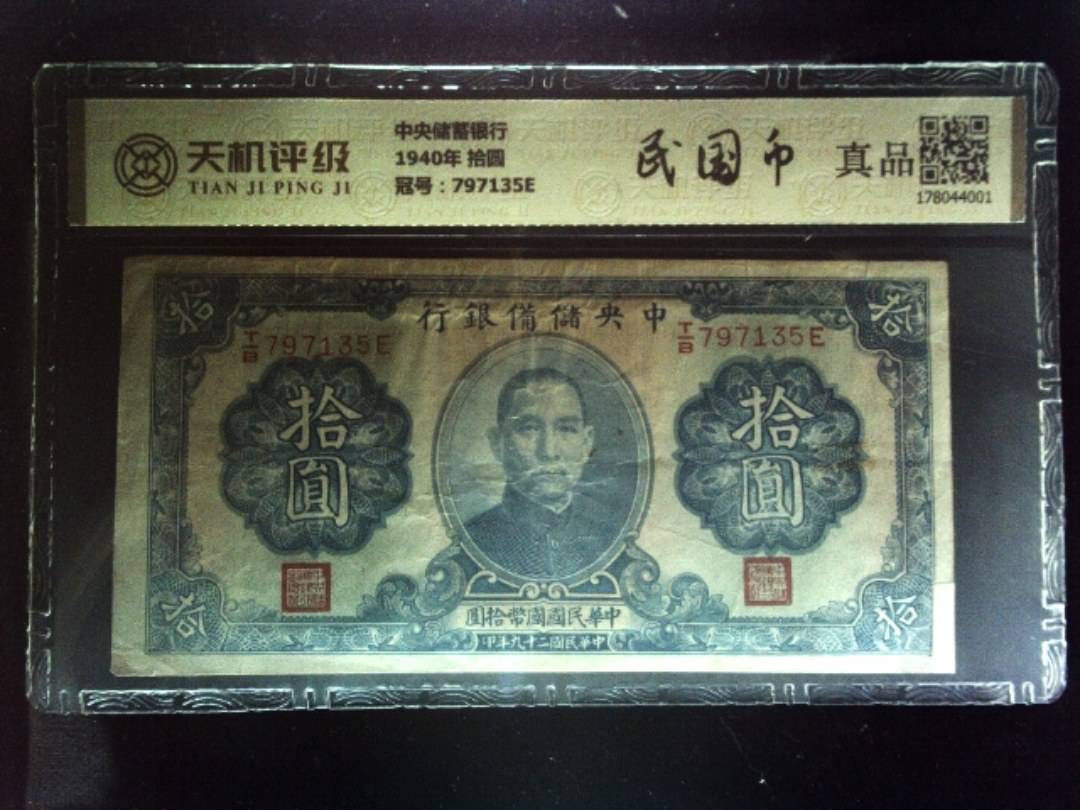 天机评级
TIAN JI PING JI
中央储蓄银行
1940年 拾圆
冠号：797135E
民国币
真品
178044001
行銀備儲央中
T/B 797135E
T/B 797135E
拾
拾
拾圓
拾圓
圓拾幣國國民華中
印年九十二國民華中
拾
拾